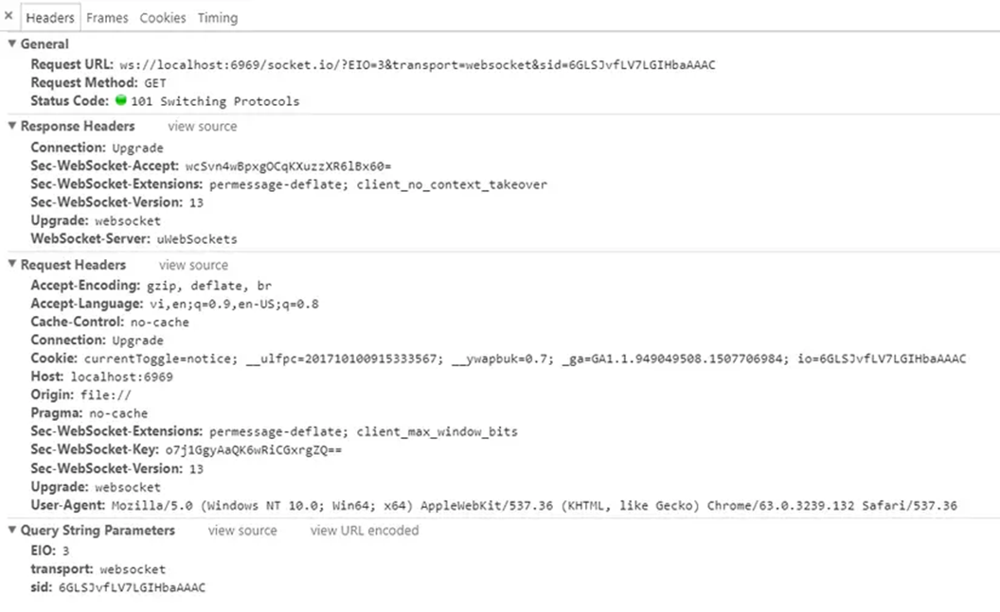 × Headers Frames Cookies Timing
▼ General
Request URL: ws://localhost:6969/socket.io/?EIO=3&transport=websocket&sid=6GLSJvfLV7LGIHbaAAAC
Request Method: GET
Status Code: 101 Switching Protocols
▼ Response Headers view source
Connection: Upgrade
Sec-WebSocket-Accept: wcSvn4wBpxgOCqKXuzzXR6lBx60=
Sec-WebSocket-Extensions: permessage-deflate; client_no_context_takeover
Sec-WebSocket-Version: 13
Upgrade: websocket
WebSocket-Server: uWebSockets
▼ Request Headers view source
Accept-Encoding: gzip, deflate, br
Accept-Language: vi,en;q=0.9,en-US;q=0.8
Cache-Control: no-cache
Connection: Upgrade
Cookie: currentToggle=notice; __ulfpc=201710100915333567; __ywapbuk=0.7; _ga=GA1.1.949049508.1507706984; io=6GLSJvfLV7LGIHbaAAAC
Host: localhost:6969
Origin: file://
Pragma: no-cache
Sec-WebSocket-Extensions: permessage-deflate; client_max_window_bits
Sec-WebSocket-Key: o7j1GgyAaQK6wRiCGxrgZQ==
Sec-WebSocket-Version: 13
Upgrade: websocket
User-Agent: Mozilla/5.0 (Windows NT 10.0; Win64; x64) AppleWebKit/537.36 (KHTML, like Gecko) Chrome/63.0.3239.132 Safari/537.36
▼ Query String Parameters view source view URL encoded
EIO: 3
transport: websocket
sid: 6GLSJvfLV7LGIHbaAAAC